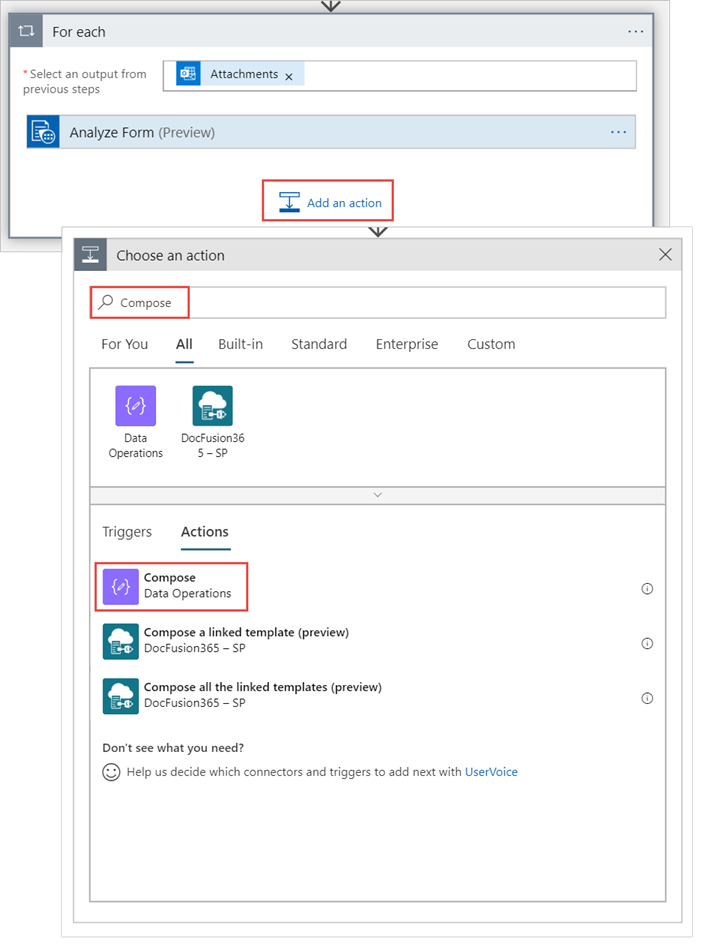 For each
*Select an output from
previous steps
Attachments ×
Analyze Form (Preview)
Add an action
Choose an action
Compose
For You All Built-in Standard Enterprise Custom
Data
Operations
DocFusion36
5 – SP
Triggers Actions
Compose
Data Operations
Compose a linked template (preview)
DocFusion365 – SP
Compose all the linked templates (preview)
DocFusion365 – SP
Don't see what you need?
Help us decide which connectors and triggers to add next with UserVoice